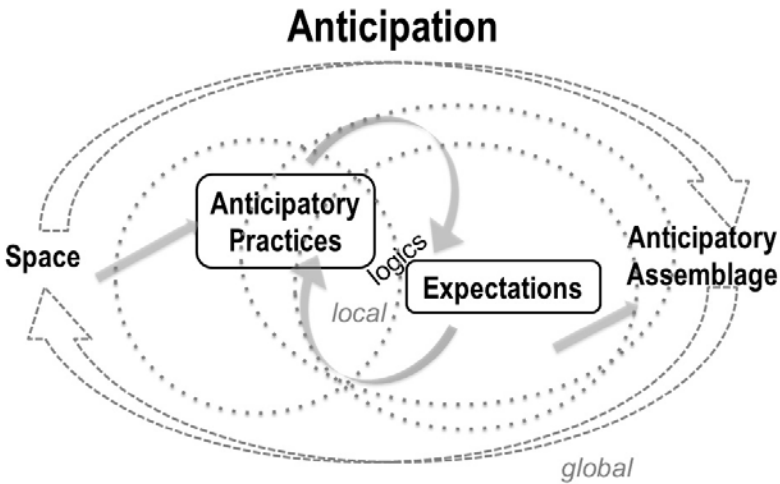 Anticipation
Anticipatory
Practices
Space
logics
Anticipatory
Assemblage
Expectations
local
global